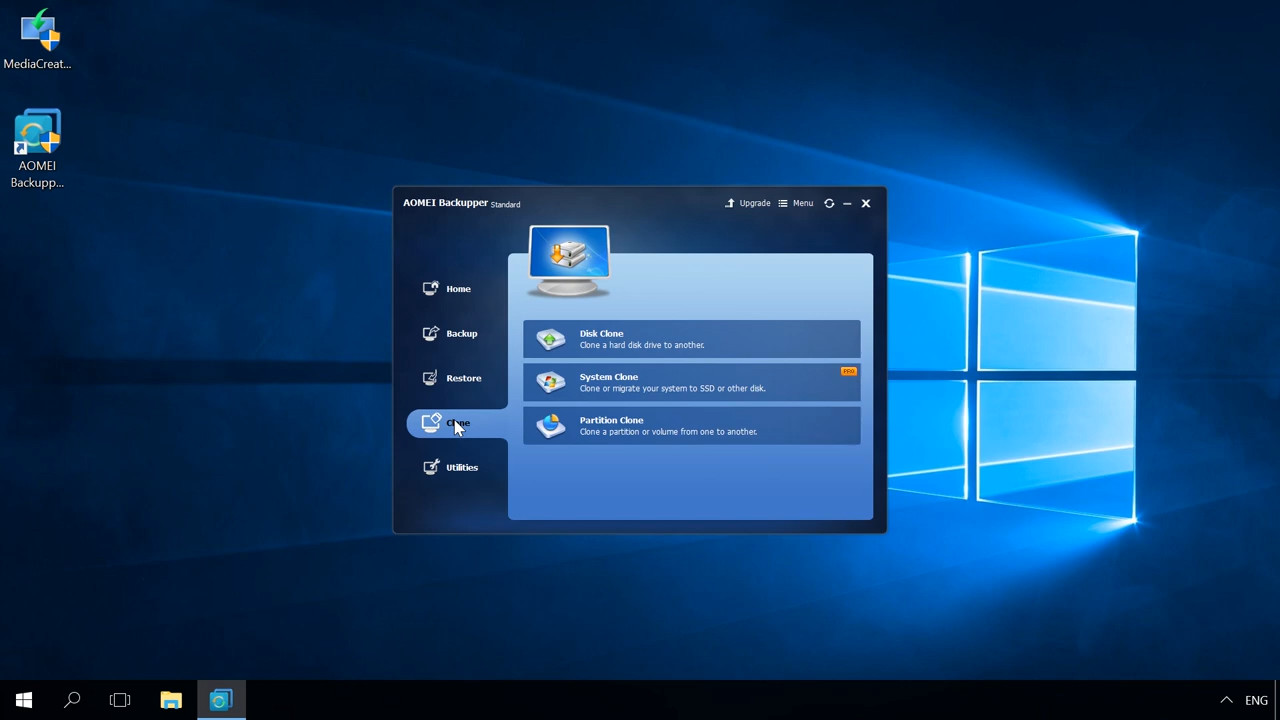 MediaCreat...
AOMEI
Backupp...
AOMEI Backupper Standard
Upgrade
Menu
Home
Backup
Restore
Clone
Utilities
Disk Clone
Clone a hard disk drive to another.
System Clone
Clone or migrate your system to SSD or other disk.
PRO
Partition Clone
Clone a partition or volume from one to another.
ENG